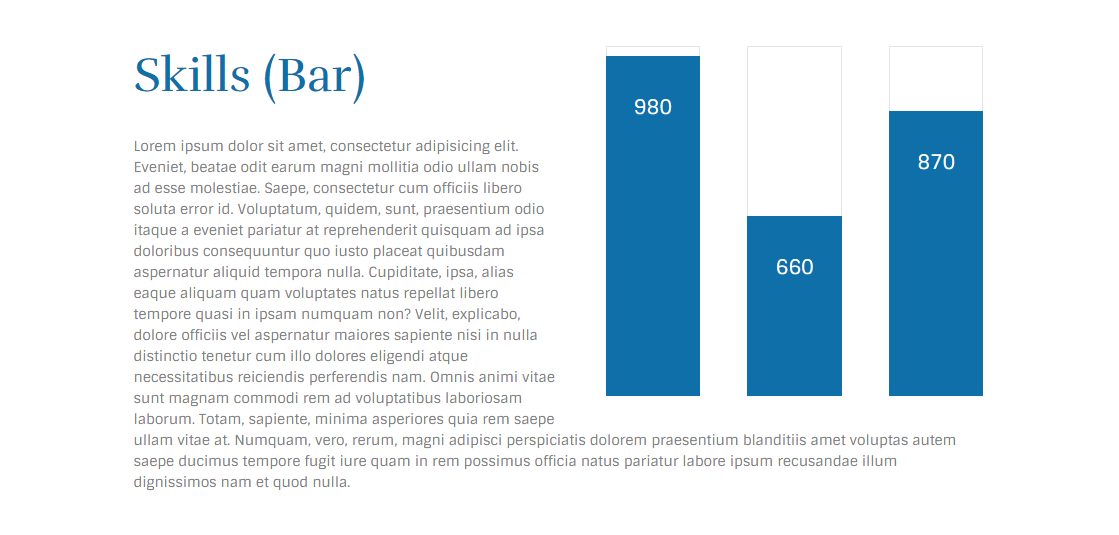 Skills (Bar)
Lorem ipsum dolor sit amet, consectetur adipisicing elit.
Eveniet, beatae odit earum magni mollitia odio ullam nobis
ad esse molestiae. Saepe, consectetur cum officiis libero
soluta error id. Voluptatum, quidem, sunt, praesentium odio
itaque a eveniet pariatur at reprehenderit quisquam ad ipsa
doloribus consequuntur quo iusto placeat quibusdam
aspernatur aliquid tempora nulla. Cupiditate, ipsa, alias
eaque aliquam quam voluptates natus repellat libero
tempore quasi in ipsam numquam non? Velit, explicabo,
dolore officiis vel aspernatur maiores sapiente nisi in nulla
distinctio tenetur cum illo dolores eligendi atque
necessitatibus reiciendis perferendis nam. Omnis animi vitae
sunt magnam commodi rem ad voluptatibus laboriosam
laborum. Totam, sapiente, minima asperiores quia rem saepe
ullam vitae at. Numquam, vero, rerum, magni adipisci perspiciatis dolorem praesentium blanditiis amet voluptas autem
saepe ducimus tempore fugit iure quam in rem possimus officia natus pariatur labore ipsum recusandae illum
dignissimos nam et quod nulla.
980
660
870